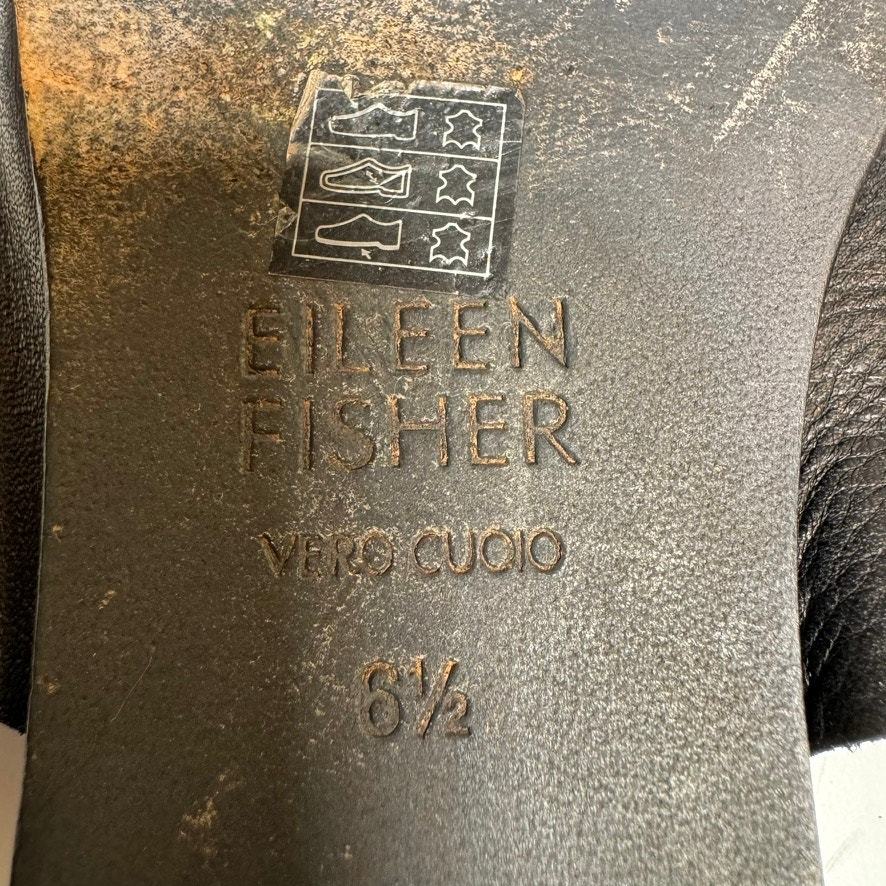 EILEEN
FISHER
VERO CUOIO
6½